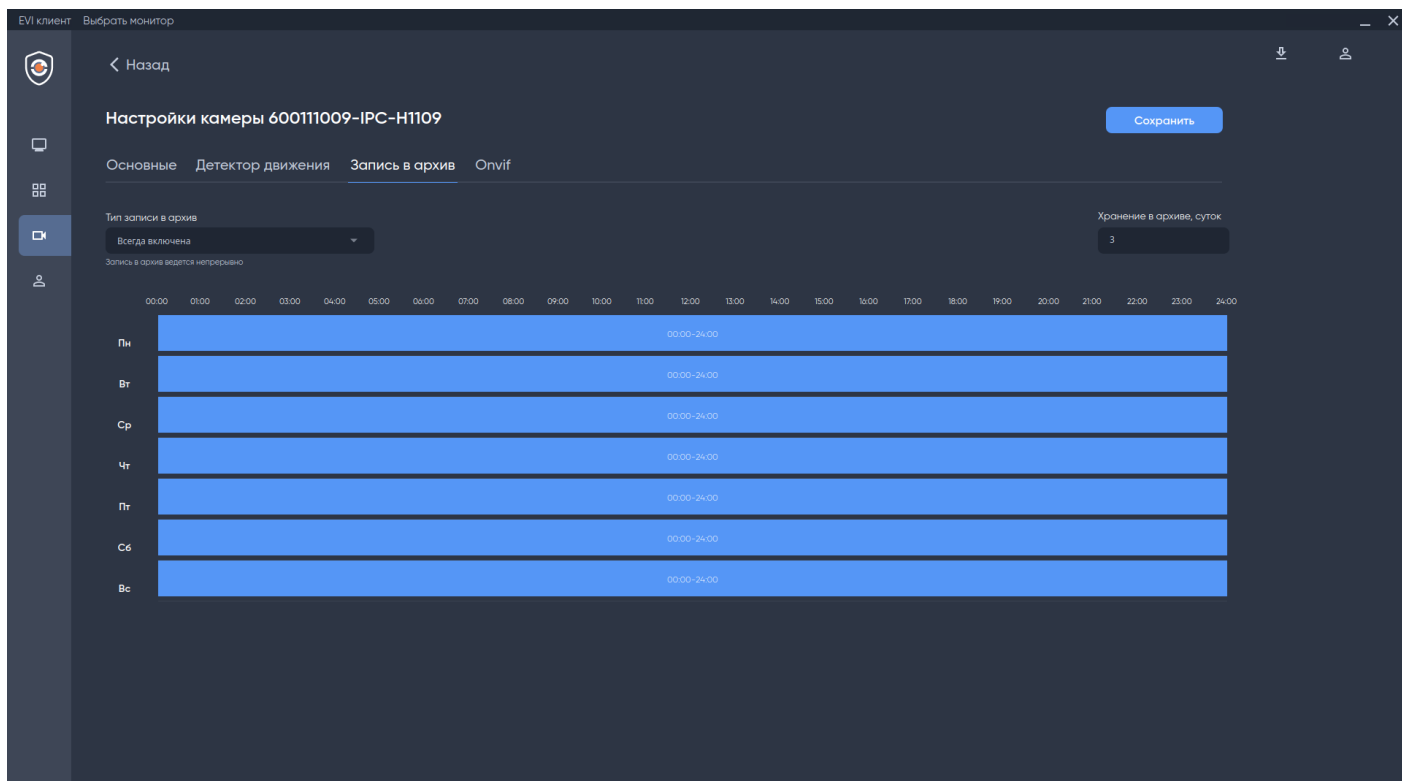 EVI клиент Выбрать монитор
Назад
Настройки камеры 600111009-IPC-H1109
Сохранить
Основные Детектор движения Запись в архив Onvif
Тип записи в архив
Хранение в архиве, суток
Всегда включена
3
Запись в архив ведется непрерывно
00:00 01:00 02:00 03:00 04:00 05:00 06:00 07:00 08:00 09:00 10:00 11:00 12:00 13:00 14:00 15:00 16:00 17:00 18:00 19:00 20:00 21:00 22:00 23:00 24:00
Пн 00:00-24:00
Вт 00:00-24:00
Ср 00:00-24:00
Чт 00:00-24:00
Пт 00:00-24:00
Сб 00:00-24:00
Вс 00:00-24:00